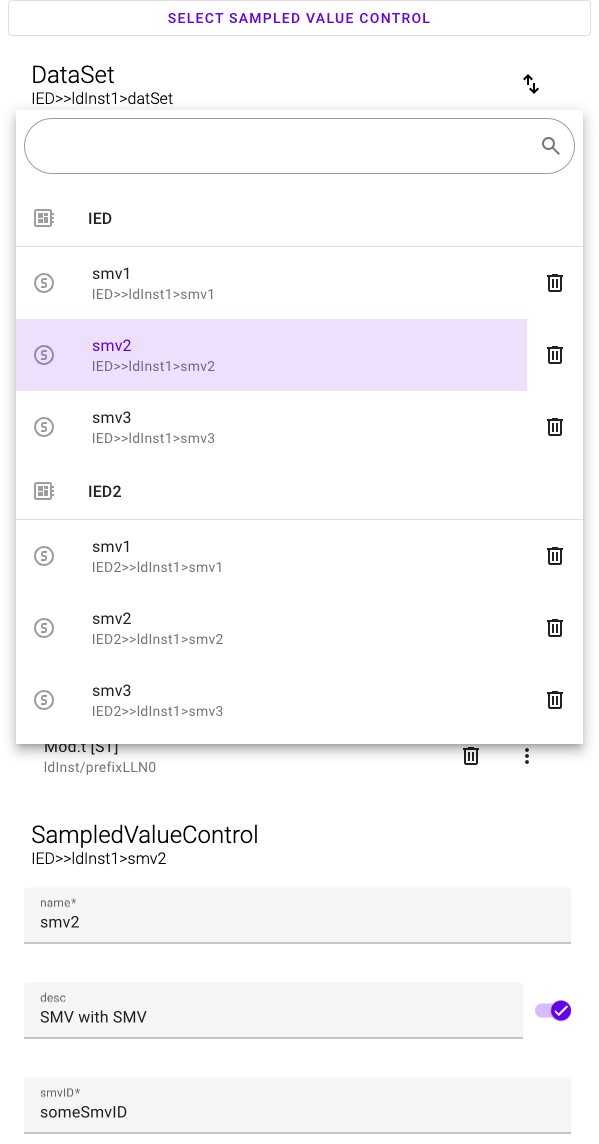 SELECT SAMPLED VALUE CONTROL
DataSet
IED>>ldInst1>datSet
IED
smv1
IED>>ldInst1>smv1
smv2
IED>>ldInst1>smv2
smv3
IED>>ldInst1>smv3
IED2
smv1
IED2>>ldInst1>smv1
smv2
IED2>>ldInst1>smv2
smv3
IED2>>ldInst1>smv3
Mod.t [ST]
ldInst/prefixLLN0
SampledValueControl
IED>>ldInst1>smv2
name*
smv2
desc
SMV with SMV
smvID*
someSmvID